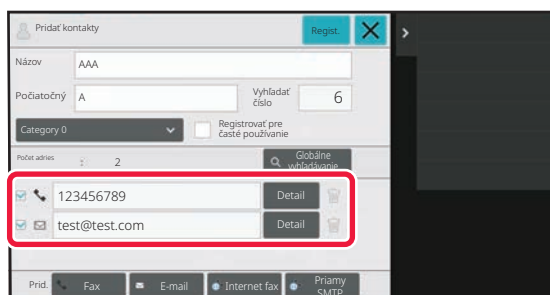 Pridať kontakty
Regist.
Názov
AAA
Počiatočný
A
Vyhľadať
číslo
6
Category 0
Registrovať pre
časté používanie
Počet adries
:
2
Globálne
vyhľadávanie
123456789
Detail
test@test.com
Detail
Prid.
Fax
E-mail
Internet fax
Priamy
SMTP